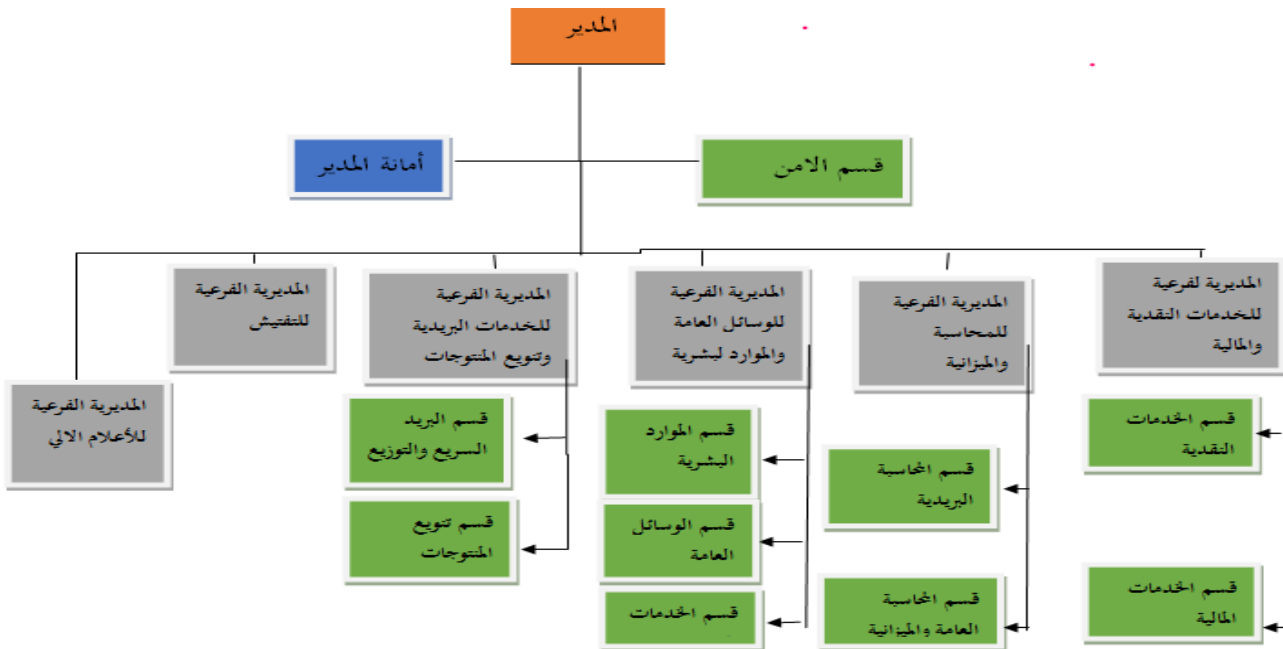 المدير
قسم الامن
أمانة المدير
المديرية لفرعية
للخدمات النقدية
والمالية
المديرية الفرعية
للمحاسبة
والميزانية
المديرية الفرعية
للوسائل العامة
والموارد لبشرية
المديرية الفرعية
للخدمات البريدية
وتنويع المنتوجات
المديرية الفرعية
للتفتيش
المديرية الفرعية
للأعلام الالي
قسم الخدمات
النقدية
قسم الخدمات
المالية
قسم المحاسبة
البريدية
قسم المحاسبة
العامة والميزانية
قسم الموارد
البشرية
قسم الوسائل
العامة
قسم الخدمات
قسم البريد
السريع والتوزيع
قسم تنويع
المنتوجات